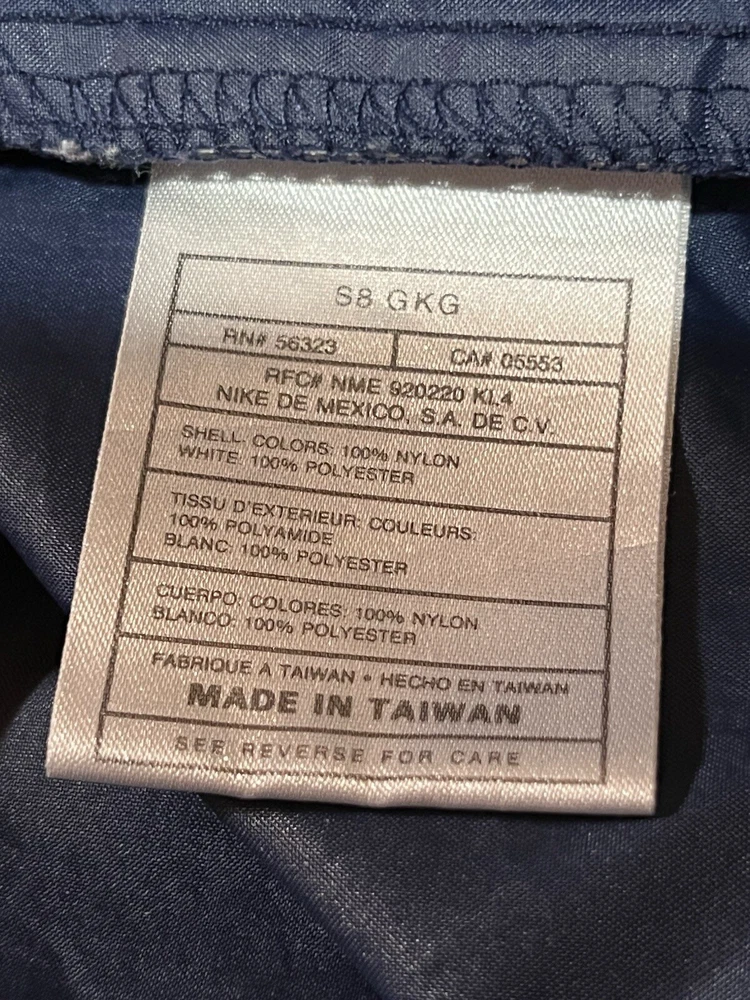 S8 GKG
RN# 56323 CA# 05553
RFC# NME 920220 KL4
NIKE DE MEXICO, S.A. DE C.V.
SHELL: COLORS: 100% NYLON
WHITE: 100% POLYESTER
TISSU D'EXTERIEUR: COULEURS:
100% POLYAMIDE
BLANC: 100% POLYESTER
CUERPO: COLORES: 100% NYLON
BLANCO: 100% POLYESTER
FABRIQUE A TAIWAN • HECHO EN TAIWAN
MADE IN TAIWAN
SEE REVERSE FOR CARE